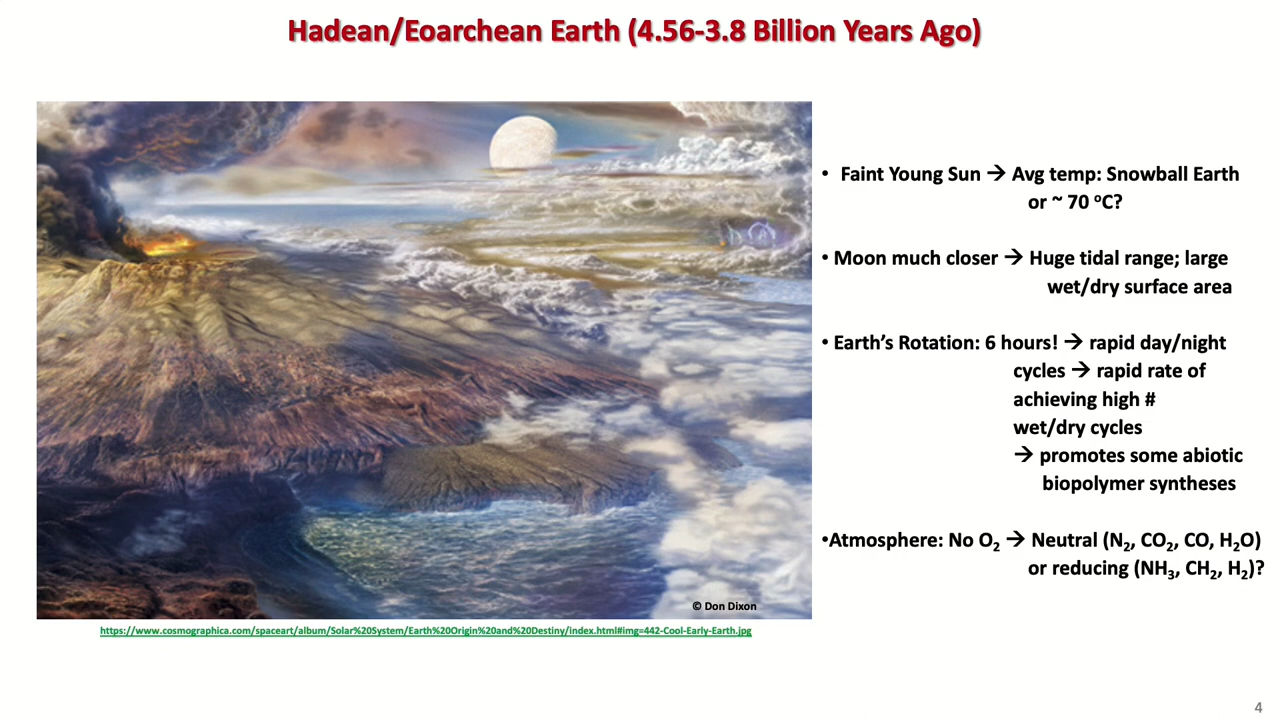 Hadean/Eoarchean Earth (4.56-3.8 Billion Years Ago)
• Faint Young Sun → Avg temp: Snowball Earth
or ~ 70 °C?
• Moon much closer → Huge tidal range; large
wet/dry surface area
• Earth's Rotation: 6 hours! → rapid day/night
cycles → rapid rate of
achieving high #
wet/dry cycles
→ promotes some abiotic
biopolymer syntheses
•Atmosphere: No O₂ → Neutral (N₂, CO₂, CO, H₂O)
or reducing (NH₃, CH₂, H₂)?
© Don Dixon
https://www.cosmographica.com/spaceart/album/Solar%20System/Earth%20Origin%20and%20Destiny/index.html#img=442-Cool-Early-Earth.jpg
4